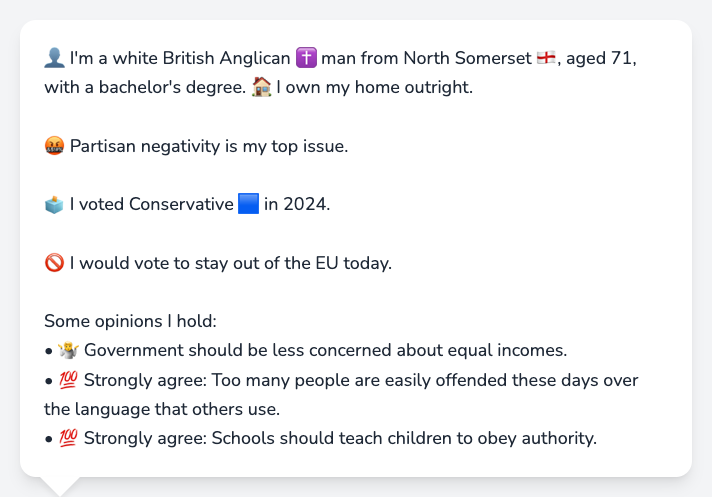 👤 I'm a white British Anglican ✝️ man from North Somerset 🏴󠁧󠁢󠁥󠁮󠁧󠁿, aged 71,
with a bachelor's degree. 🏠 I own my home outright.
🤬 Partisan negativity is my top issue.
🗳️ I voted Conservative 🟦 in 2024.
🚫 I would vote to stay out of the EU today.
Some opinions I hold:
• 🤷 Government should be less concerned about equal incomes.
• 💯 Strongly agree: Too many people are easily offended these days over
the language that others use.
• 💯 Strongly agree: Schools should teach children to obey authority.